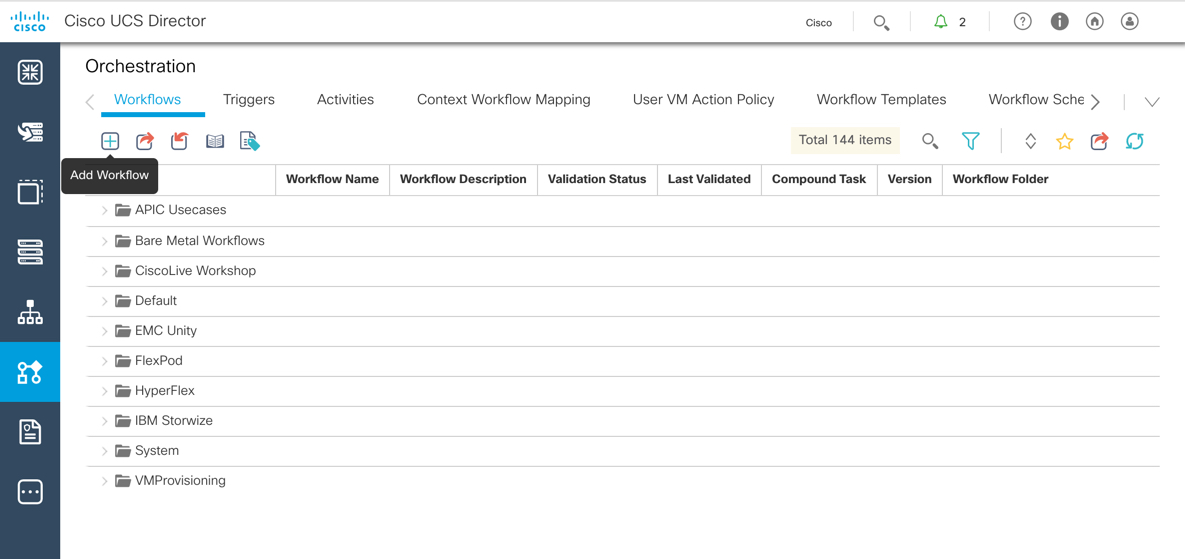 cisco
Cisco UCS Director
Cisco
2
Orchestration
Workflows Triggers Activities Context Workflow Mapping User VM Action Policy Workflow Templates Workflow Sche
Total 144 items
Add Workflow
Workflow Name Workflow Description Validation Status Last Validated Compound Task Version Workflow Folder
APIC Usecases
Bare Metal Workflows
CiscoLive Workshop
Default
EMC Unity
FlexPod
HyperFlex
IBM Storwize
System
VMProvisioning